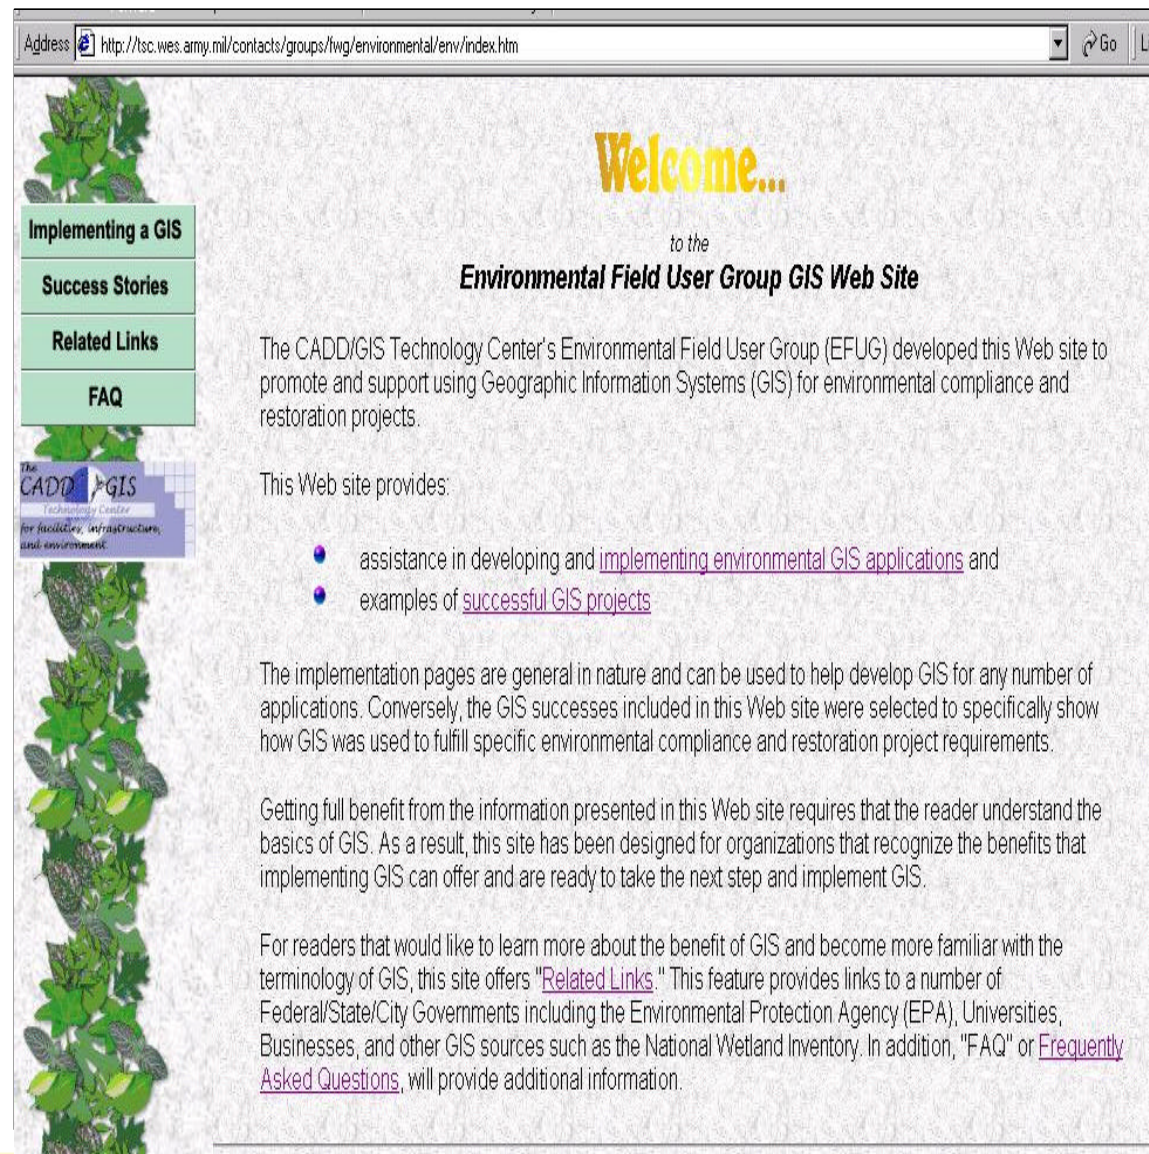 Address http://tsc.wes.army.mil/contacts/groups/fwg/environmental/env/index.htm Go
Implementing a GIS
Success Stories
Related Links
FAQ
The
CADD GIS
Technology Center
for facilities, infrastructure,
and environment
Welcome...
to the
Environmental Field User Group GIS Web Site
The CADD/GIS Technology Center's Environmental Field User Group (EFUG) developed this Web site to
promote and support using Geographic Information Systems (GIS) for environmental compliance and
restoration projects.
This Web site provides:
assistance in developing and implementing environmental GIS applications and
examples of successful GIS projects
The implementation pages are general in nature and can be used to help develop GIS for any number of
applications. Conversely, the GIS successes included in this Web site were selected to specifically show
how GIS was used to fulfill specific environmental compliance and restoration project requirements.
Getting full benefit from the information presented in this Web site requires that the reader understand the
basics of GIS. As a result, this site has been designed for organizations that recognize the benefits that
implementing GIS can offer and are ready to take the next step and implement GIS.
For readers that would like to learn more about the benefit of GIS and become more familiar with the
terminology of GIS, this site offers "Related Links." This feature provides links to a number of
Federal/State/City Governments including the Environmental Protection Agency (EPA), Universities,
Businesses, and other GIS sources such as the National Wetland Inventory. In addition, "FAQ" or Frequently
Asked Questions, will provide additional information.